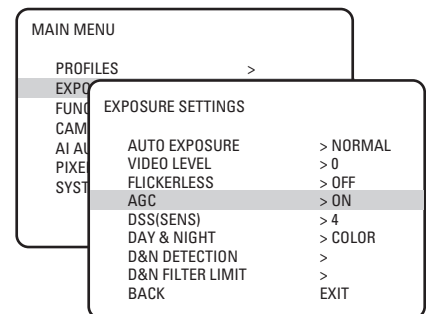 MAIN MENU
PROFILES >
EXPO
FUNC
CAM
AI AU
PIXE
SYST
EXPOSURE SETTINGS
AUTO EXPOSURE > NORMAL
VIDEO LEVEL > 0
FLICKERLESS > OFF
AGC > ON
DSS(SENS) > 4
DAY & NIGHT > COLOR
D&N DETECTION >
D&N FILTER LIMIT >
BACK EXIT